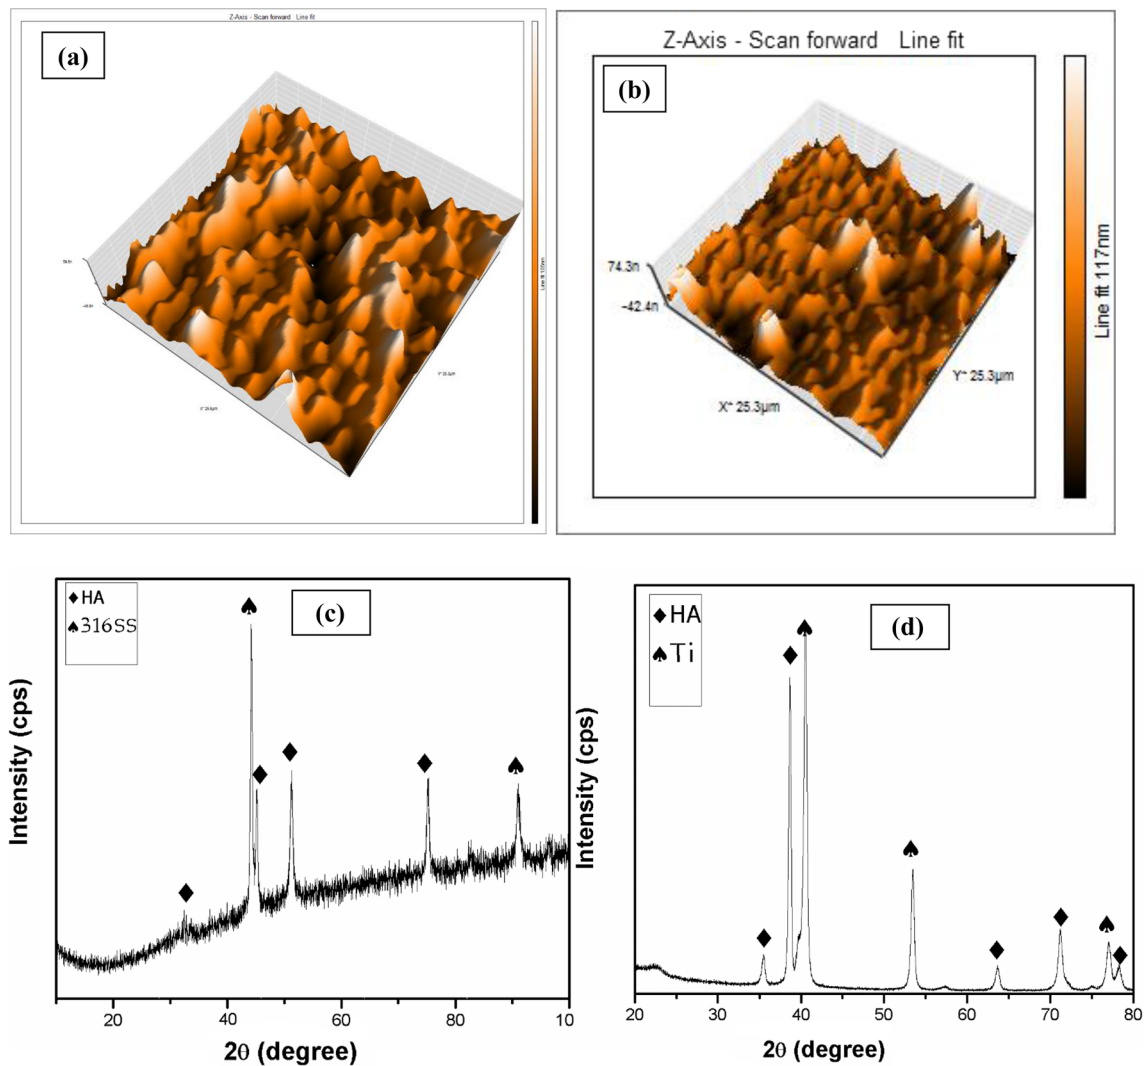 Z-Axis - Scan forward Line fit
(a)
Z-Axis - Scan forward Line fit
(b)
74.3n
-42.4n
X* 25.3µm
Y* 25.3µm
Line fit 117nm
(c)
◆ HA
♠ 316SS
Intensity (cps)
20 40 60 80 10
2θ (degree)
(d)
◆ HA
♠ Ti
Intensity (cps)
20 30 40 50 60 70 80
2θ (degree)